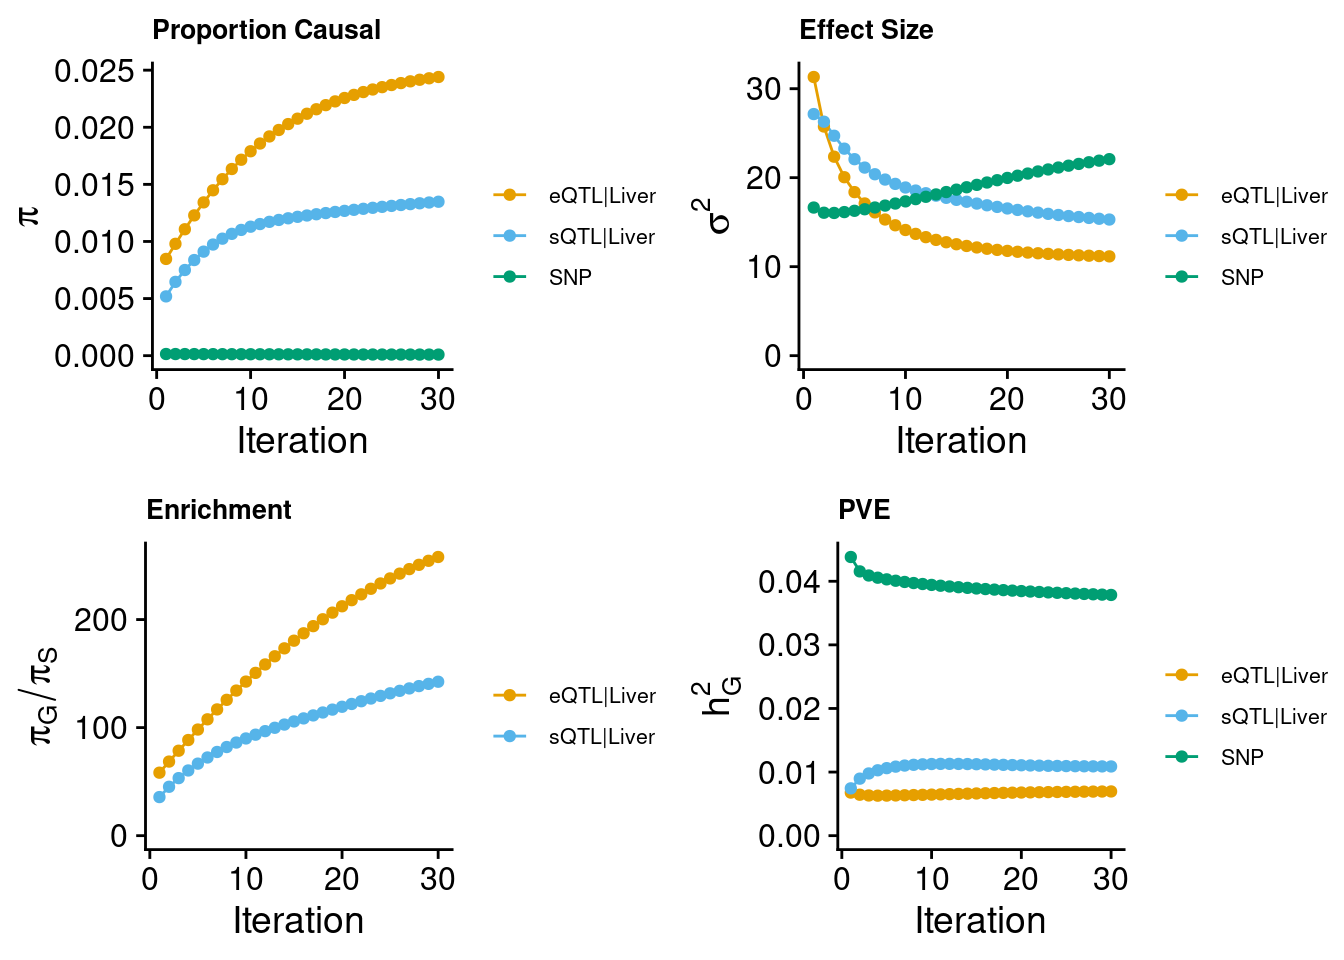 Proportion Causal
0.025
0.020
0.015
0.010
0.005
0.000
π
0 10 20 30
Iteration
eQTL|Liver
sQTL|Liver
SNP
Effect Size
30
20
10
0
σ²
0 10 20 30
Iteration
eQTL|Liver
sQTL|Liver
SNP
Enrichment
200
100
0
π_G/π_S
0 10 20 30
Iteration
eQTL|Liver
sQTL|Liver
PVE
0.04
0.03
0.02
0.01
0.00
h²_G
0 10 20 30
Iteration
eQTL|Liver
sQTL|Liver
SNP